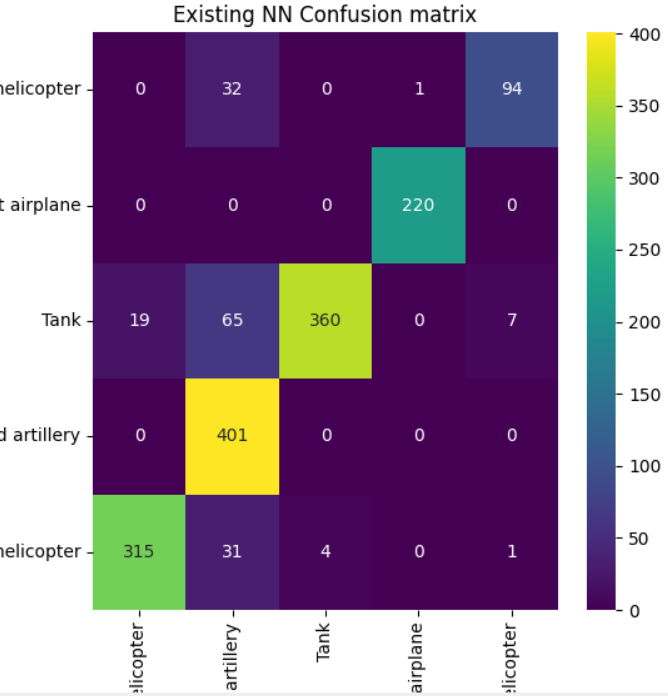 Existing NN Confusion matrix
helicopter 0 32 0 1 94
t airplane 0 0 0 220 0
Tank 19 65 360 0 7
d artillery 0 401 0 0 0
helicopter 315 31 4 0 1
elicopter artillery Tank airplane elicopter
400
350
300
250
200
150
100
50
0